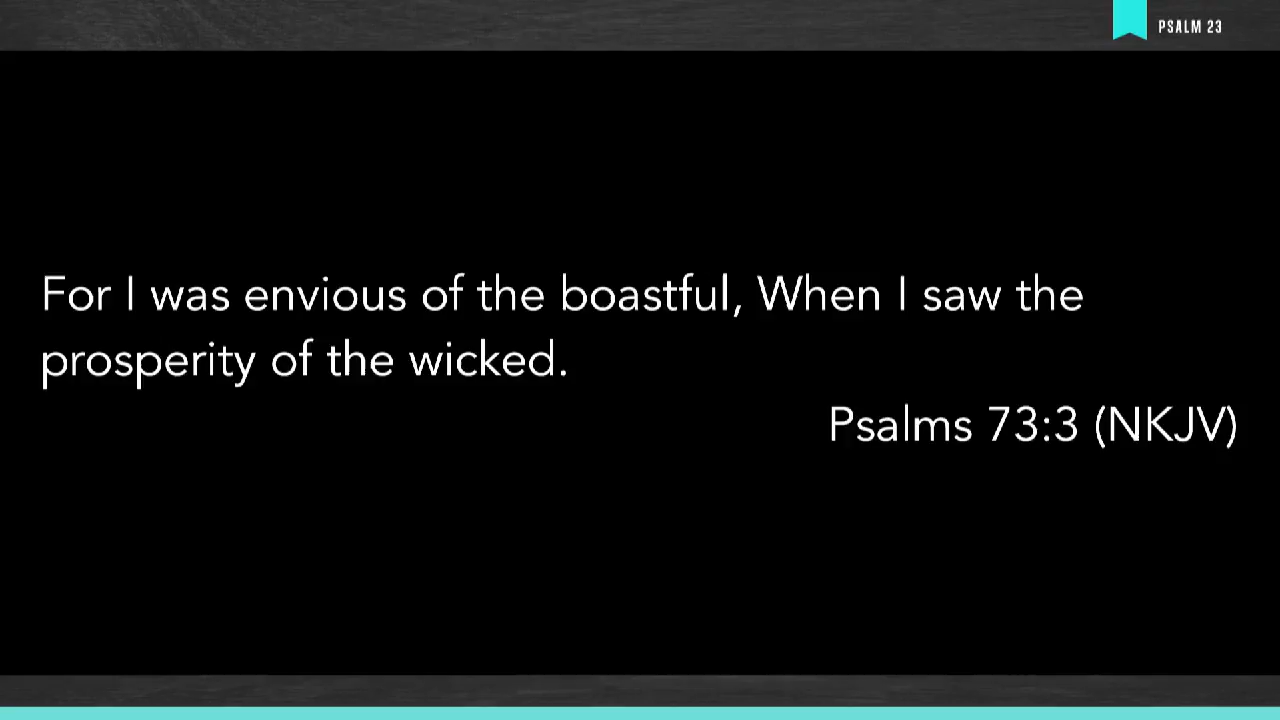 PSALM 23
For I was envious of the boastful, When I saw the
prosperity of the wicked.
Psalms 73:3 (NKJV)